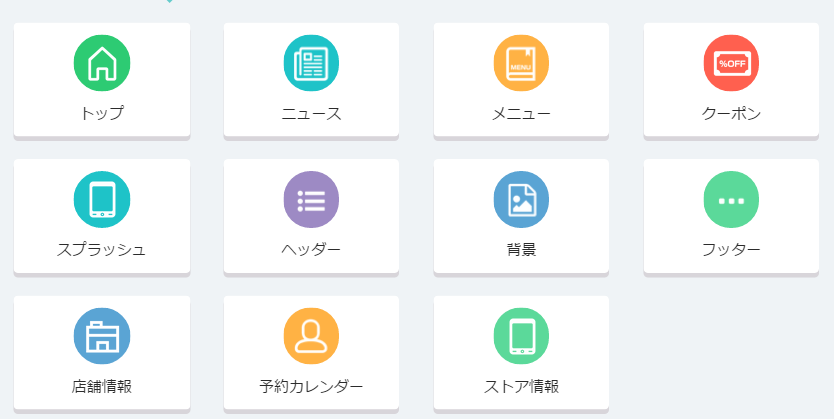 MENU
%OFF
トップ
ニュース
メニュー
クーポン
スプラッシュ
ヘッダー
背景
フッター
店舗情報
予約カレンダー
ストア情報